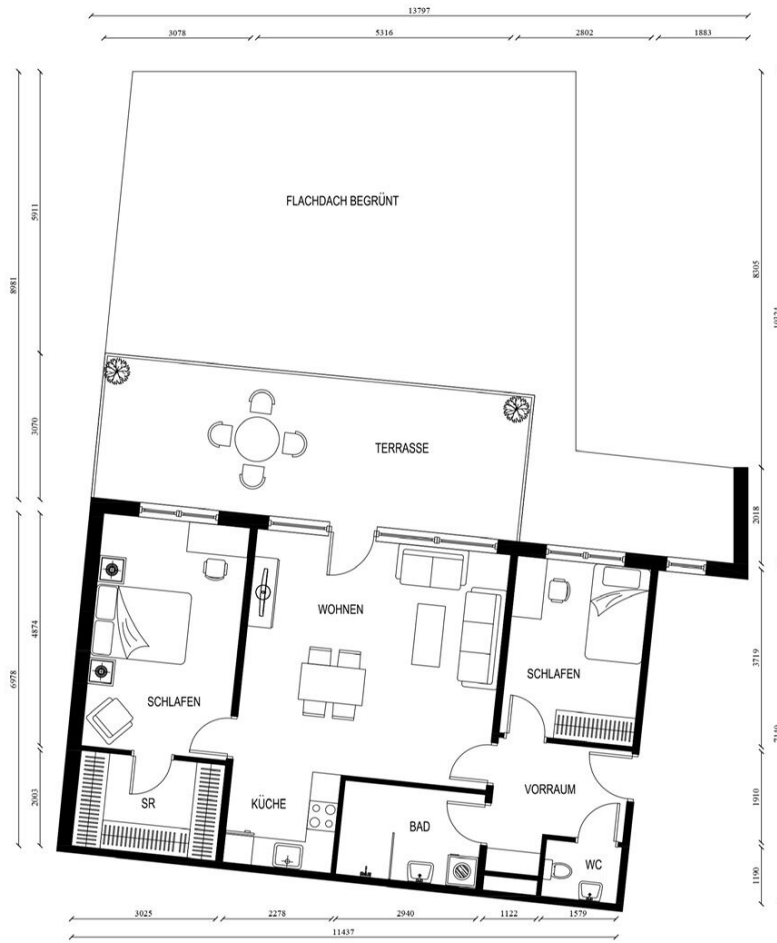 13797
3078
5316
2802
1883
FLACHDACH BEGRÜNT
5911
8981
8305
3070
TERRASSE
2018
WOHNEN
4874
6978
3719
SCHLAFEN
SCHLAFEN
SR
KÜCHE
VORRAUM
BAD
WC
2003
1910
1190
3025
2278
2940
1122
1579
11437